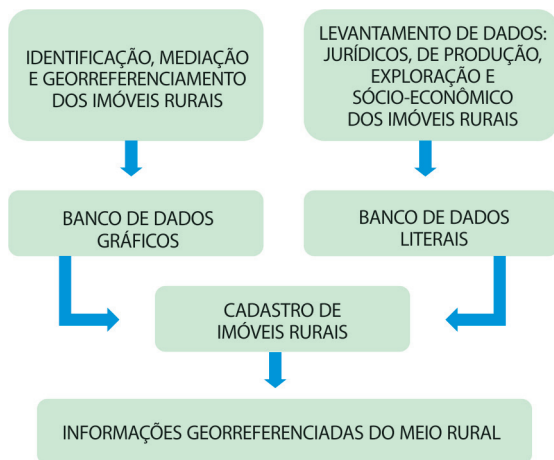 IDENTIFICAÇÃO, MEDIAÇÃO
E GEORREFERENCIAMENTO
DOS IMÓVEIS RURAIS
LEVANTAMENTO DE DADOS:
JURÍDICOS, DE PRODUÇÃO,
EXPLORAÇÃO E
SÓCIO-ECONÔMICO
DOS IMÓVEIS RURAIS
BANCO DE DADOS
GRÁFICOS
BANCO DE DADOS
LITERAIS
CADASTRO DE
IMÓVEIS RURAIS
INFORMAÇÕES GEORREFERENCIADAS DO MEIO RURAL